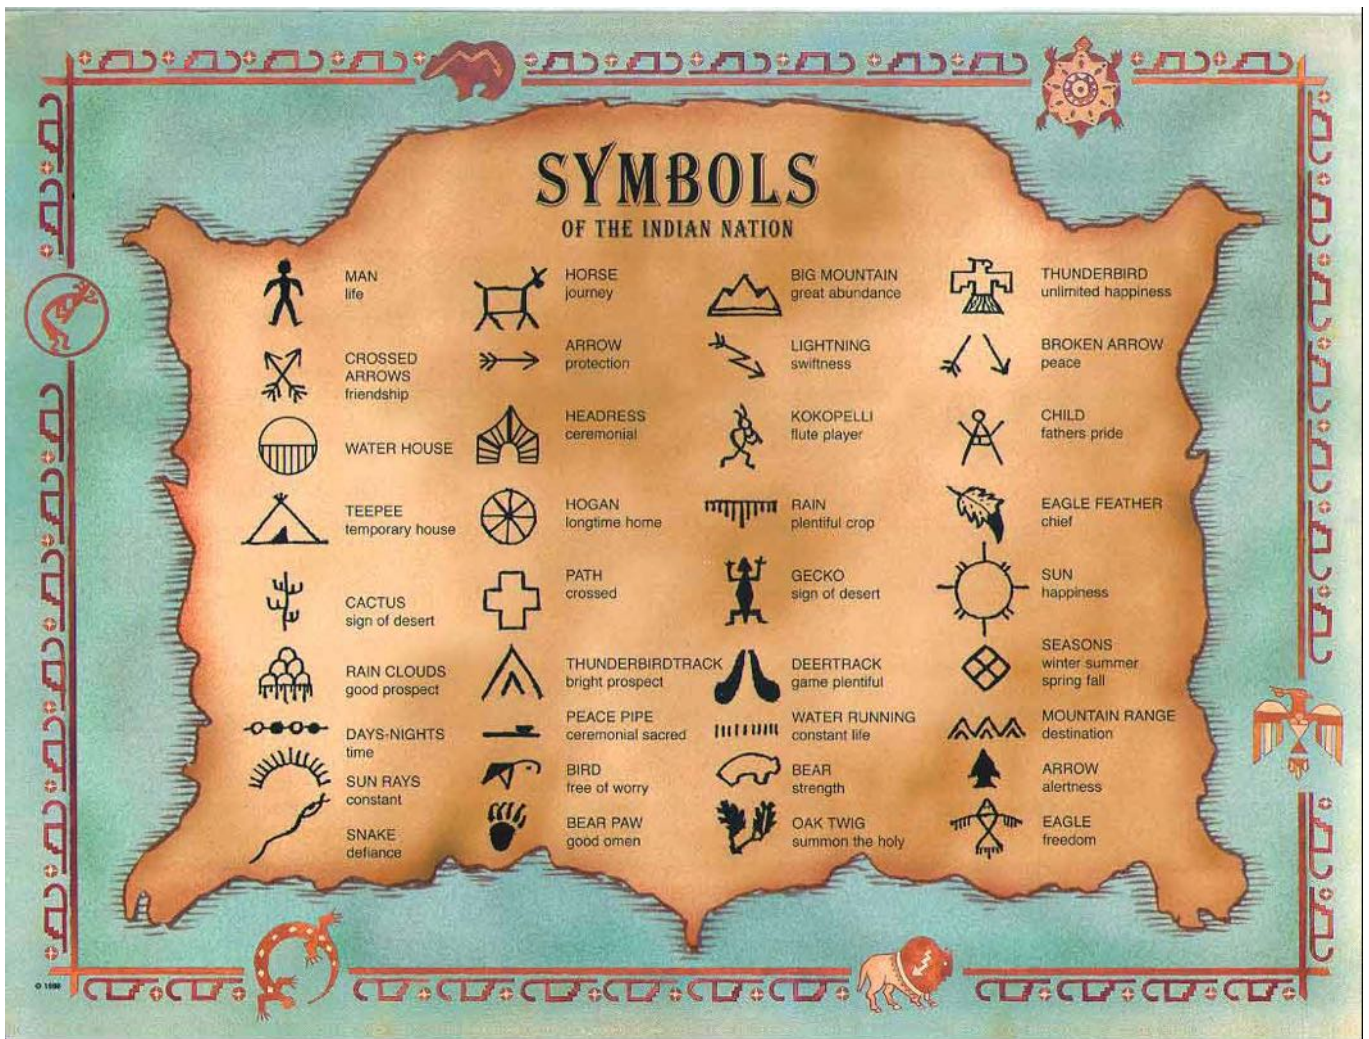 SYMBOLS
OF THE INDIAN NATION
MAN
life
CROSSED
ARROWS
friendship
WATER HOUSE
TEEPEE
temporary house
CACTUS
sign of desert
RAIN CLOUDS
good prospect
DAYS-NIGHTS
time
SUN RAYS
constant
SNAKE
defiance
HORSE
journey
ARROW
protection
HEADRESS
ceremonial
HOGAN
longtime home
PATH
crossed
THUNDERBIRDTRACK
bright prospect
PEACE PIPE
ceremonial sacred
BIRD
free of worry
BEAR PAW
good omen
BIG MOUNTAIN
great abundance
LIGHTNING
swiftness
KOKOPELLI
flute player
RAIN
plentiful crop
GECKO
sign of desert
DEERTRACK
game plentiful
WATER RUNNING
constant life
BEAR
strength
OAK TWIG
summon the holy
THUNDERBIRD
unlimited happiness
BROKEN ARROW
peace
CHILD
fathers pride
EAGLE FEATHER
chief
SUN
happiness
SEASONS
winter summer
spring fall
MOUNTAIN RANGE
destination
ARROW
alertness
EAGLE
freedom